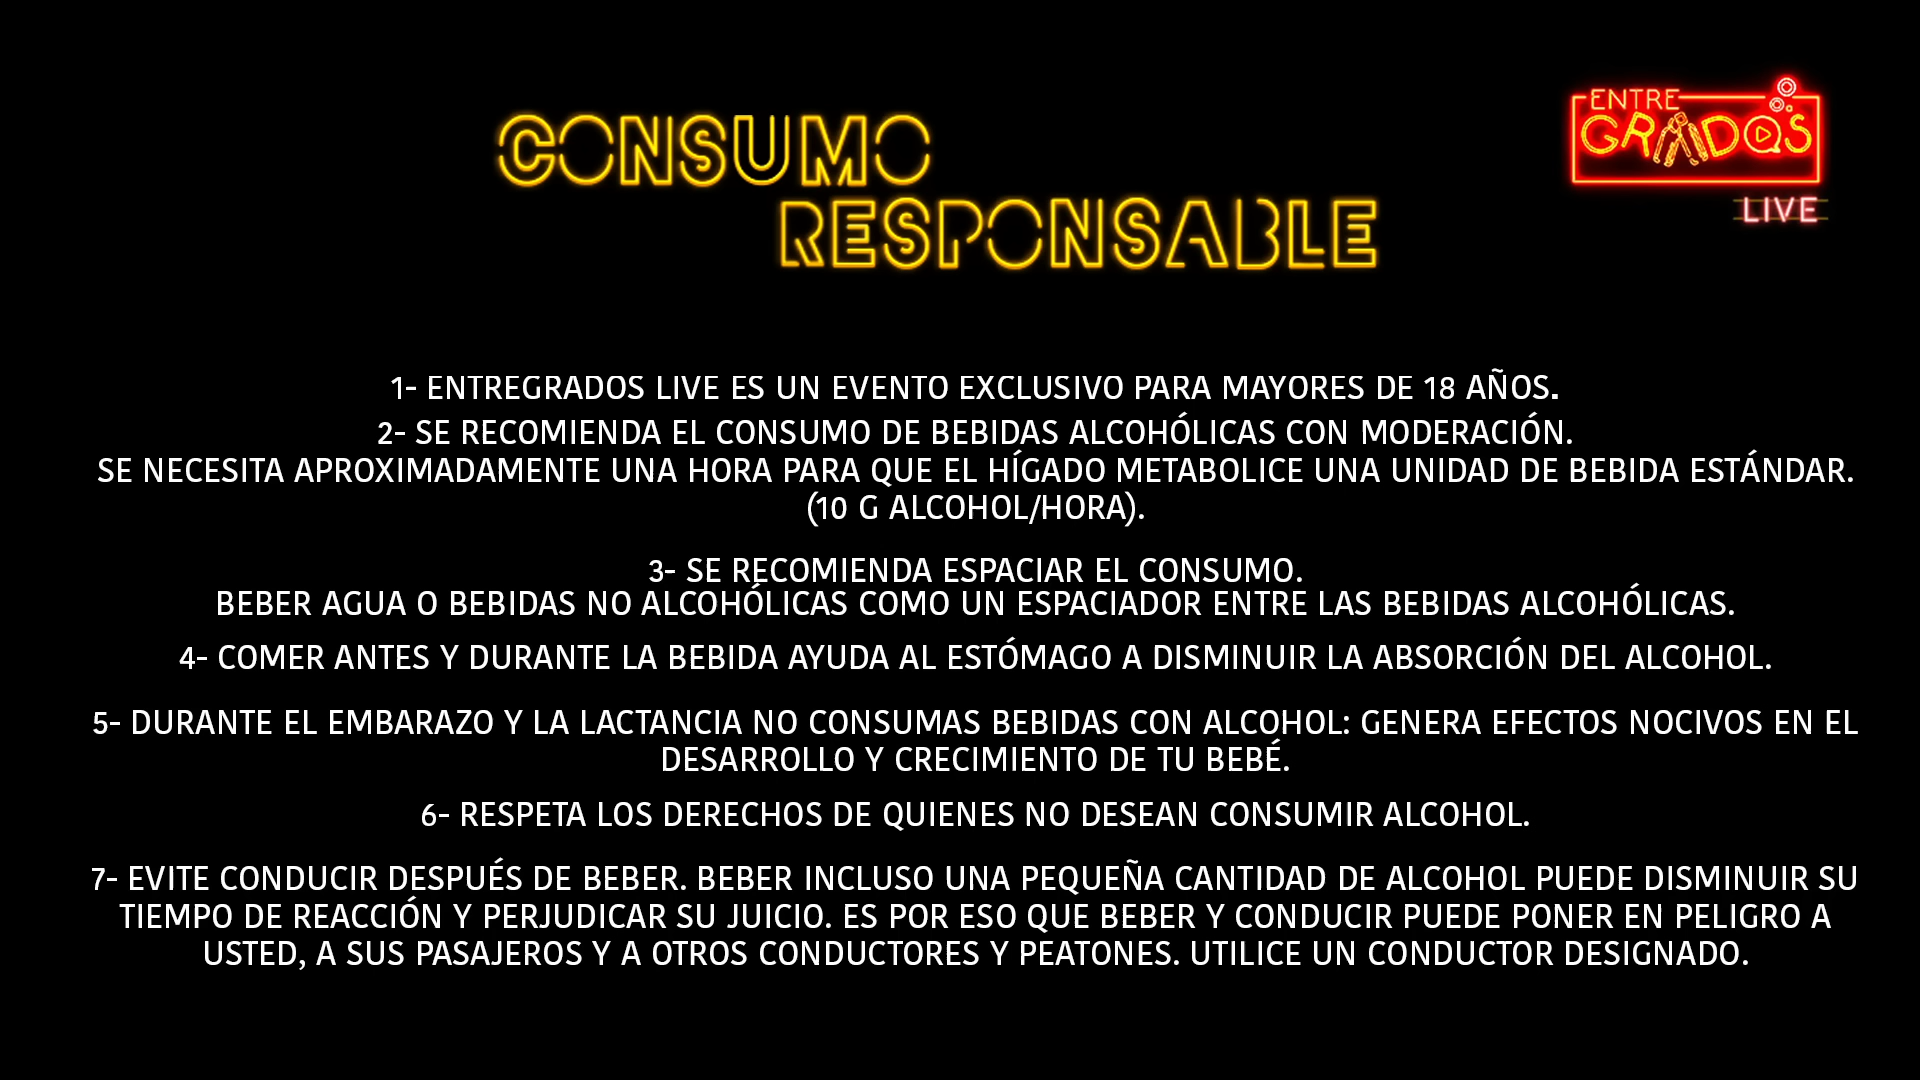 CONSUMO
RESPONSABLE
ENTRE
GRADOS
LIVE
1- ENTREGRADOS LIVE ES UN EVENTO EXCLUSIVO PARA MAYORES DE 18 AÑOS.
2- SE RECOMIENDA EL CONSUMO DE BEBIDAS ALCOHÓLICAS CON MODERACIÓN.
SE NECESITA APROXIMADAMENTE UNA HORA PARA QUE EL HÍGADO METABOLICE UNA UNIDAD DE BEBIDA ESTÁNDAR.
(10 G ALCOHOL/HORA).
3- SE RECOMIENDA ESPACIAR EL CONSUMO.
BEBER AGUA O BEBIDAS NO ALCOHÓLICAS COMO UN ESPACIADOR ENTRE LAS BEBIDAS ALCOHÓLICAS.
4- COMER ANTES Y DURANTE LA BEBIDA AYUDA AL ESTÓMAGO A DISMINUIR LA ABSORCIÓN DEL ALCOHOL.
5- DURANTE EL EMBARAZO Y LA LACTANCIA NO CONSUMAS BEBIDAS CON ALCOHOL: GENERA EFECTOS NOCIVOS EN EL
DESARROLLO Y CRECIMIENTO DE TU BEBÉ.
6- RESPETA LOS DERECHOS DE QUIENES NO DESEAN CONSUMIR ALCOHOL.
7- EVITE CONDUCIR DESPUÉS DE BEBER. BEBER INCLUSO UNA PEQUEÑA CANTIDAD DE ALCOHOL PUEDE DISMINUIR SU
TIEMPO DE REACCIÓN Y PERJUDICAR SU JUICIO. ES POR ESO QUE BEBER Y CONDUCIR PUEDE PONER EN PELIGRO A
USTED, A SUS PASAJEROS Y A OTROS CONDUCTORES Y PEATONES. UTILICE UN CONDUCTOR DESIGNADO.